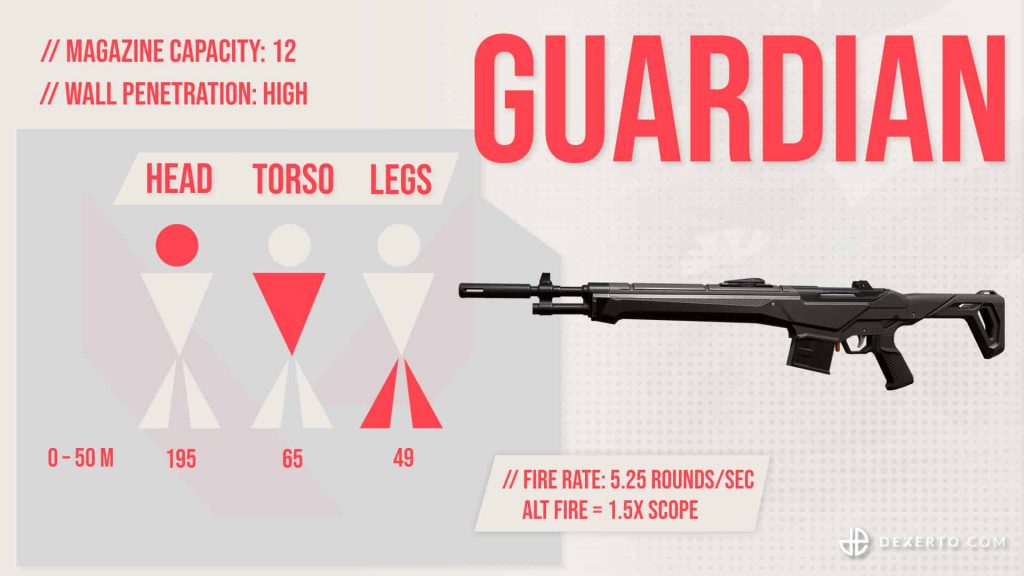 // MAGAZINE CAPACITY: 12
// WALL PENETRATION: HIGH
GUARDIAN
HEAD TORSO LEGS
0 – 50 M 195 65 49
// FIRE RATE: 5.25 ROUNDS/SEC
ALT FIRE = 1.5X SCOPE
DEXERTO.COM